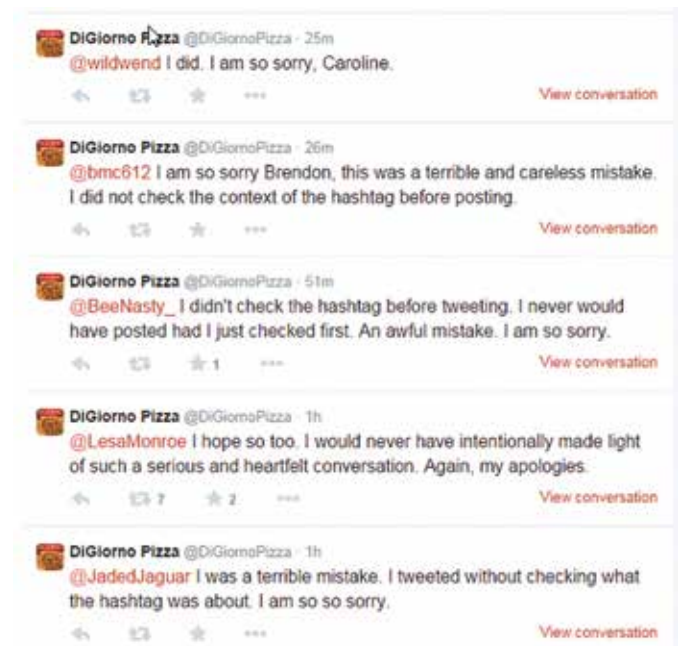 DiGiorno Pizza @DiGiornoPizza · 25m
@wildwend I did. I am so sorry, Caroline.
View conversation
DiGiorno Pizza @DiGiornoPizza · 26m
@bmc612 I am so sorry Brendon, this was a terrible and careless mistake.
I did not check the context of the hashtag before posting.
View conversation
DiGiorno Pizza @DiGiornoPizza · 51m
@BeeNasty_ I didn't check the hashtag before tweeting. I never would
have posted had I just checked first. An awful mistake. I am so sorry.
1 View conversation
DiGiorno Pizza @DiGiornoPizza · 1h
@LesaMonroe I hope so too. I would never have intentionally made light
of such a serious and heartfelt conversation. Again, my apologies.
7 2 View conversation
DiGiorno Pizza @DiGiornoPizza · 1h
@JadedJaguar I was a terrible mistake. I tweeted without checking what
the hashtag was about. I am so so sorry.
View conversation